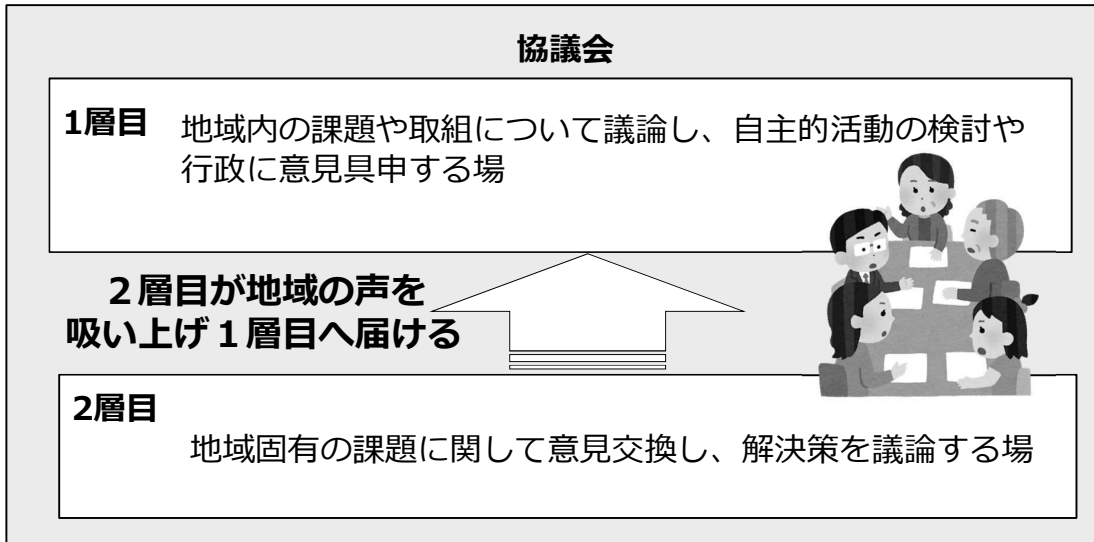 協議会
1層目
地域内の課題や取組について議論し、自主的活動の検討や
行政に意見具申する場
２層目が地域の声を
吸い上げ１層目へ届ける
2層目
地域固有の課題に関して意見交換し、解決策を議論する場